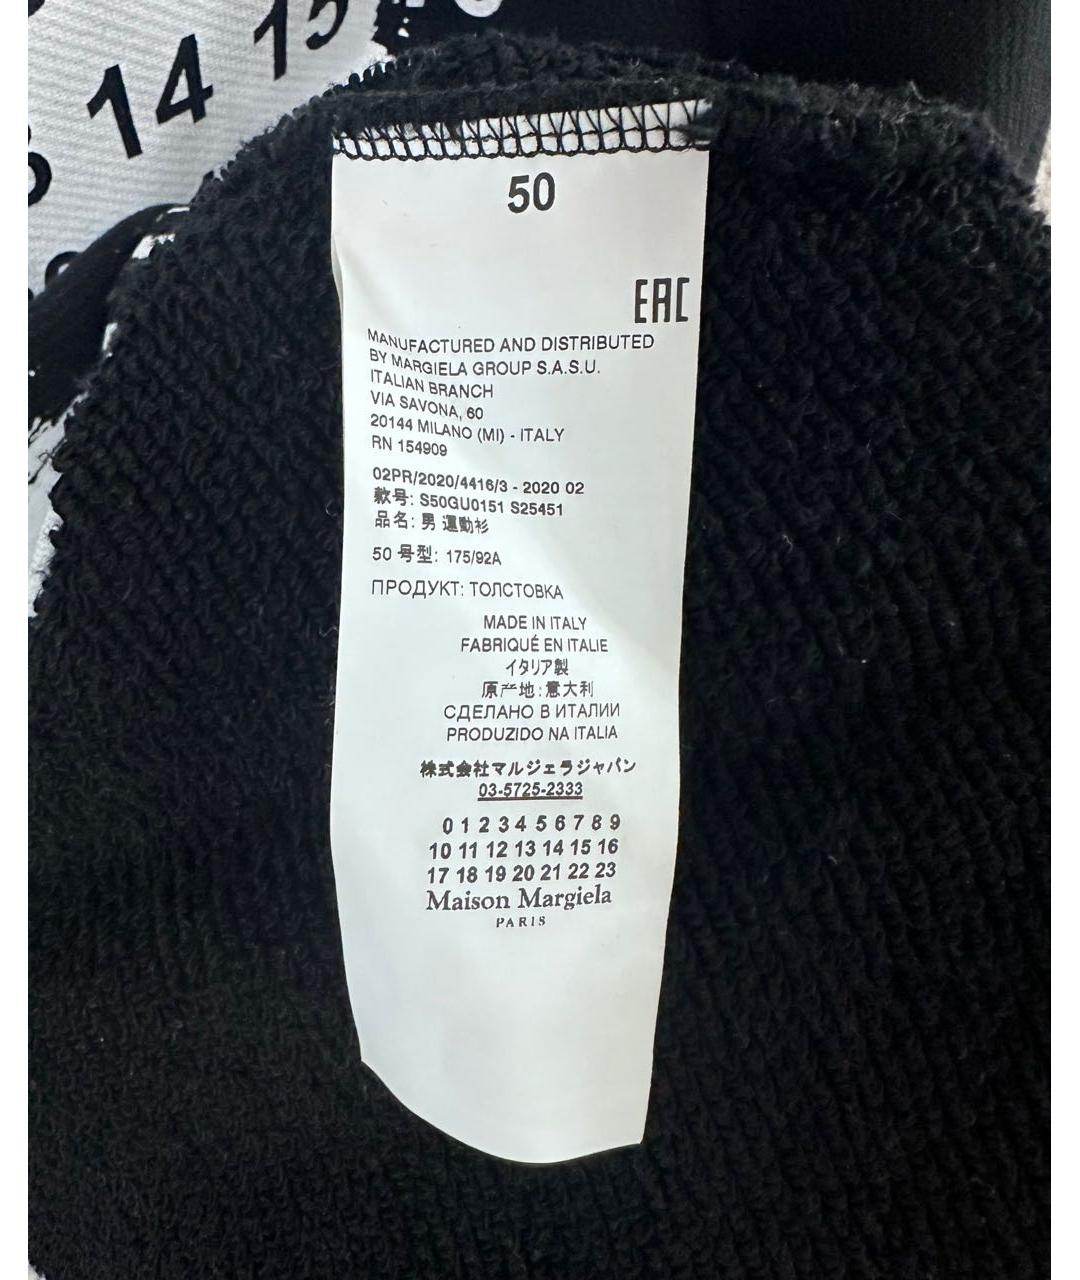 14 15
50
EAC
MANUFACTURED AND DISTRIBUTED
BY MARGIELA GROUP S.A.S.U.
ITALIAN BRANCH
VIA SAVONA, 60
20144 MILANO (MI) - ITALY
RN 154909
02PR/2020/4416/3 - 2020 02
款号: S50GU0151 S25451
品名: 男 運動衫
50 号型: 175/92A
ПРОДУКТ: ТОЛСТОВКА
MADE IN ITALY
FABRIQUÉ EN ITALIE
イタリア製
原产地: 意大利
СДЕЛАНО В ИТАЛИИ
PRODUZIDO NA ITALIA
株式会社マルジェラジャパン
03-5725-2333
0 1 2 3 4 5 6 7 8 9
10 11 12 13 14 15 16
17 18 19 20 21 22 23
Maison Margiela
PARIS